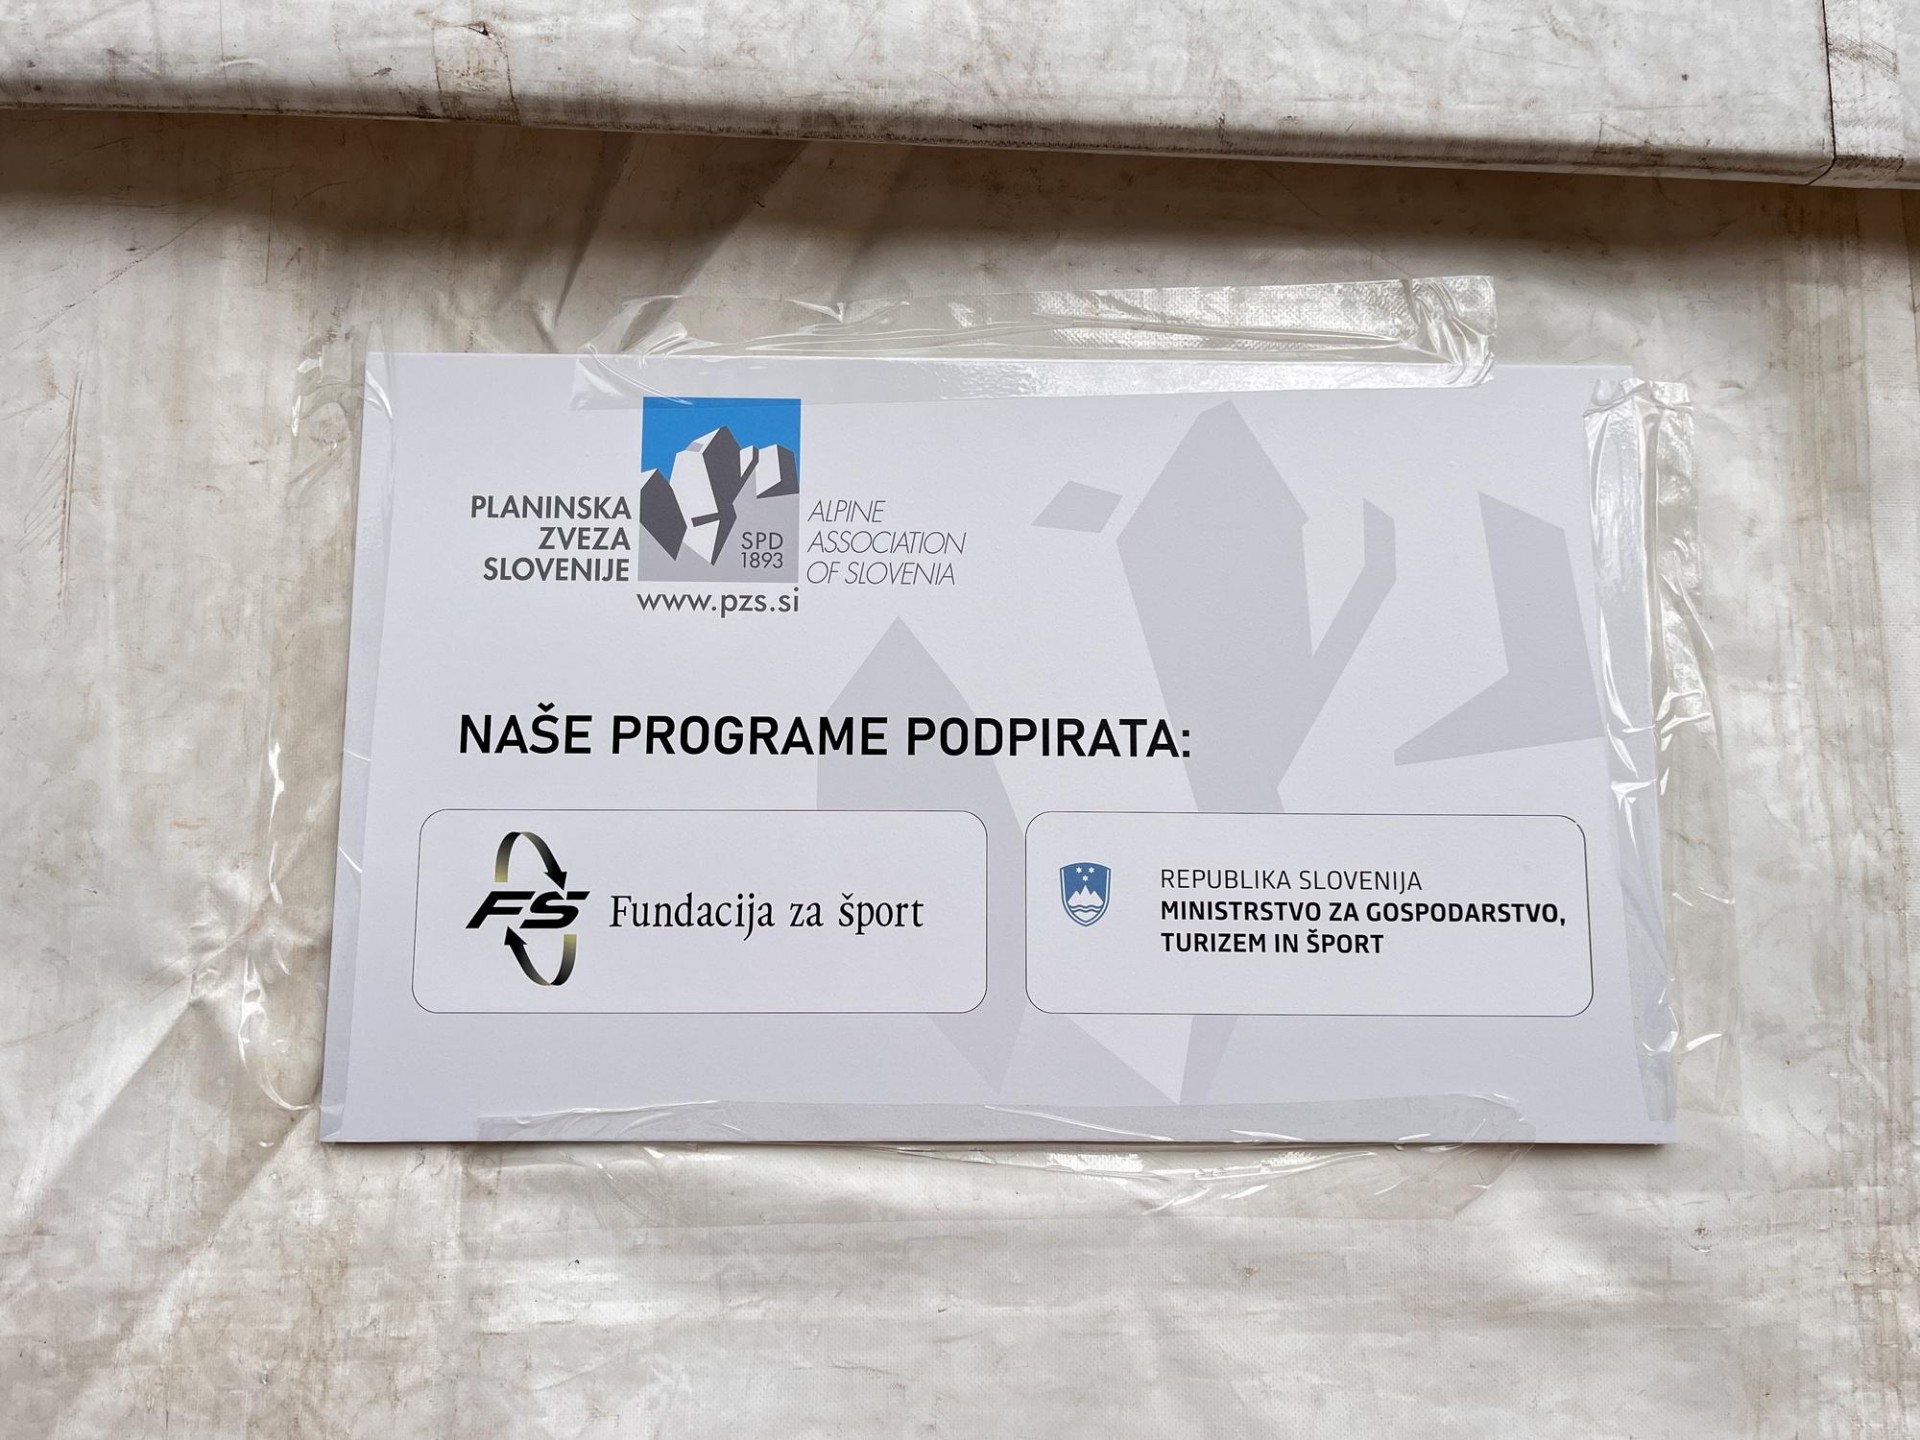 PLANINSKA
ZVEZA
SLOVENIJE
SPD
1893
ALPINE
ASSOCIATION
OF SLOVENIA
www.pzs.si
NAŠE PROGRAME PODPIRATA:
FŠ Fundacija za šport
REPUBLIKA SLOVENIJA
MINISTRSTVO ZA GOSPODARSTVO,
TURIZEM IN ŠPORT